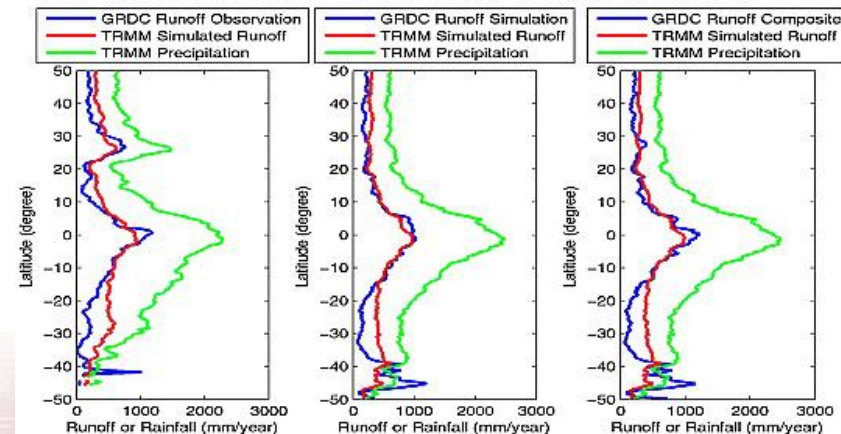 GRDC Runoff Observation
TRMM Simulated Runoff
TRMM Precipitation
GRDC Runoff Simulation
TRMM Simulated Runoff
TRMM Precipitation
GRDC Runoff Composite
TRMM Simulated Runoff
TRMM Precipitation
Latitude (degree)
50
40
30
20
10
0
−10
−20
−30
−40
−50
0 1000 2000 3000
Runoff or Rainfall (mm/year)
Latitude (degree)
50
40
30
20
10
0
−10
−20
−30
−40
−50
0 1000 2000 3000
Runoff or Rainfall (mm/year)
Latitude (degree)
50
40
30
20
10
0
−10
−20
−30
−40
−50
0 1000 2000 3000
Runoff or Rainfall (mm/year)